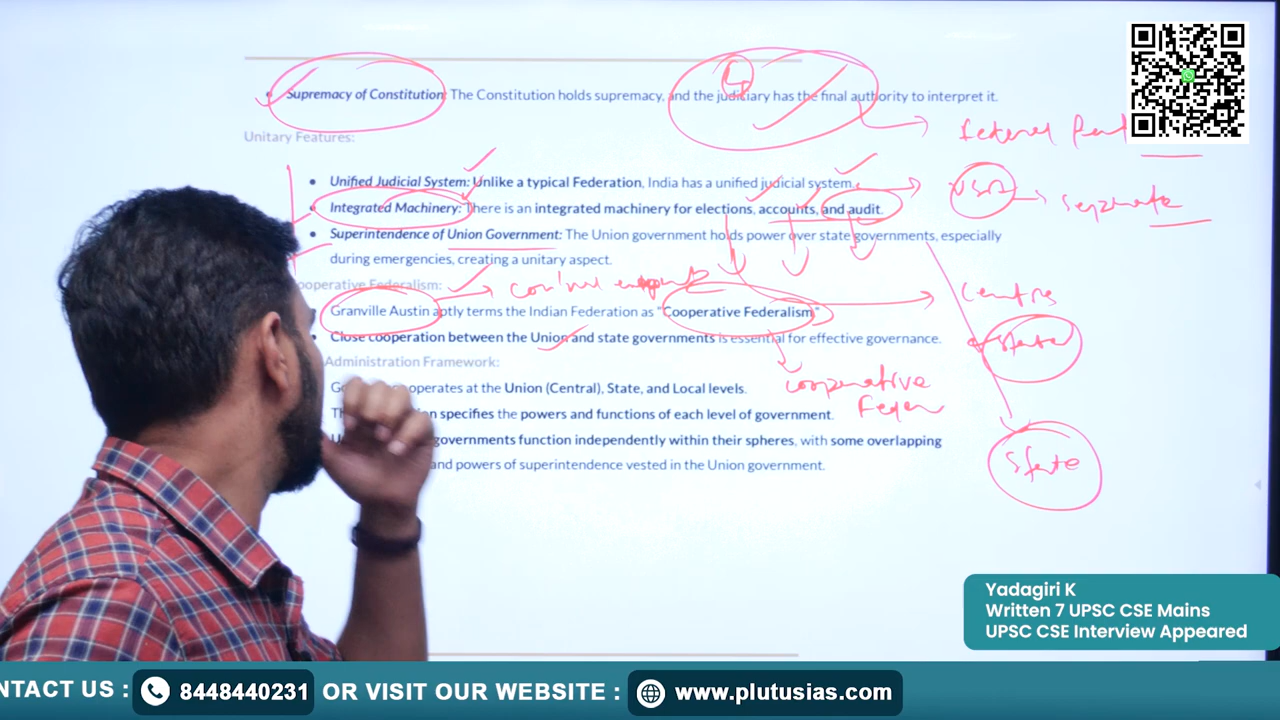 • Supremacy of Constitution: The Constitution holds supremacy, and the judiciary has the final authority to interpret it.
federal
Unitary Features:
• Unified Judicial System: Unlike a typical Federation, India has a unified judicial system.
USA separate
• Integrated Machinery: There is an integrated machinery for elections, accounts, and audit.
• Superintendence of Union Government: The Union government holds power over state governments, especially
during emergencies, creating a unitary aspect.
ooperative Federalism:
Centre
Granville Austin aptly terms the Indian Federation as "Cooperative Federalism"
• Close cooperation between the Union and state governments is essential for effective governance.
State
Administration Framework:
cooperative
operates at the Union (Central), State, and Local levels.
specifies the powers and functions of each level of government.
governments function independently within their spheres, with some overlapping
and powers of superintendence vested in the Union government.
State
Yadagiri K
Written 7 UPSC CSE Mains
UPSC CSE Interview Appeared
NTACT US : 8448440231 OR VISIT OUR WEBSITE : www.plutusias.com